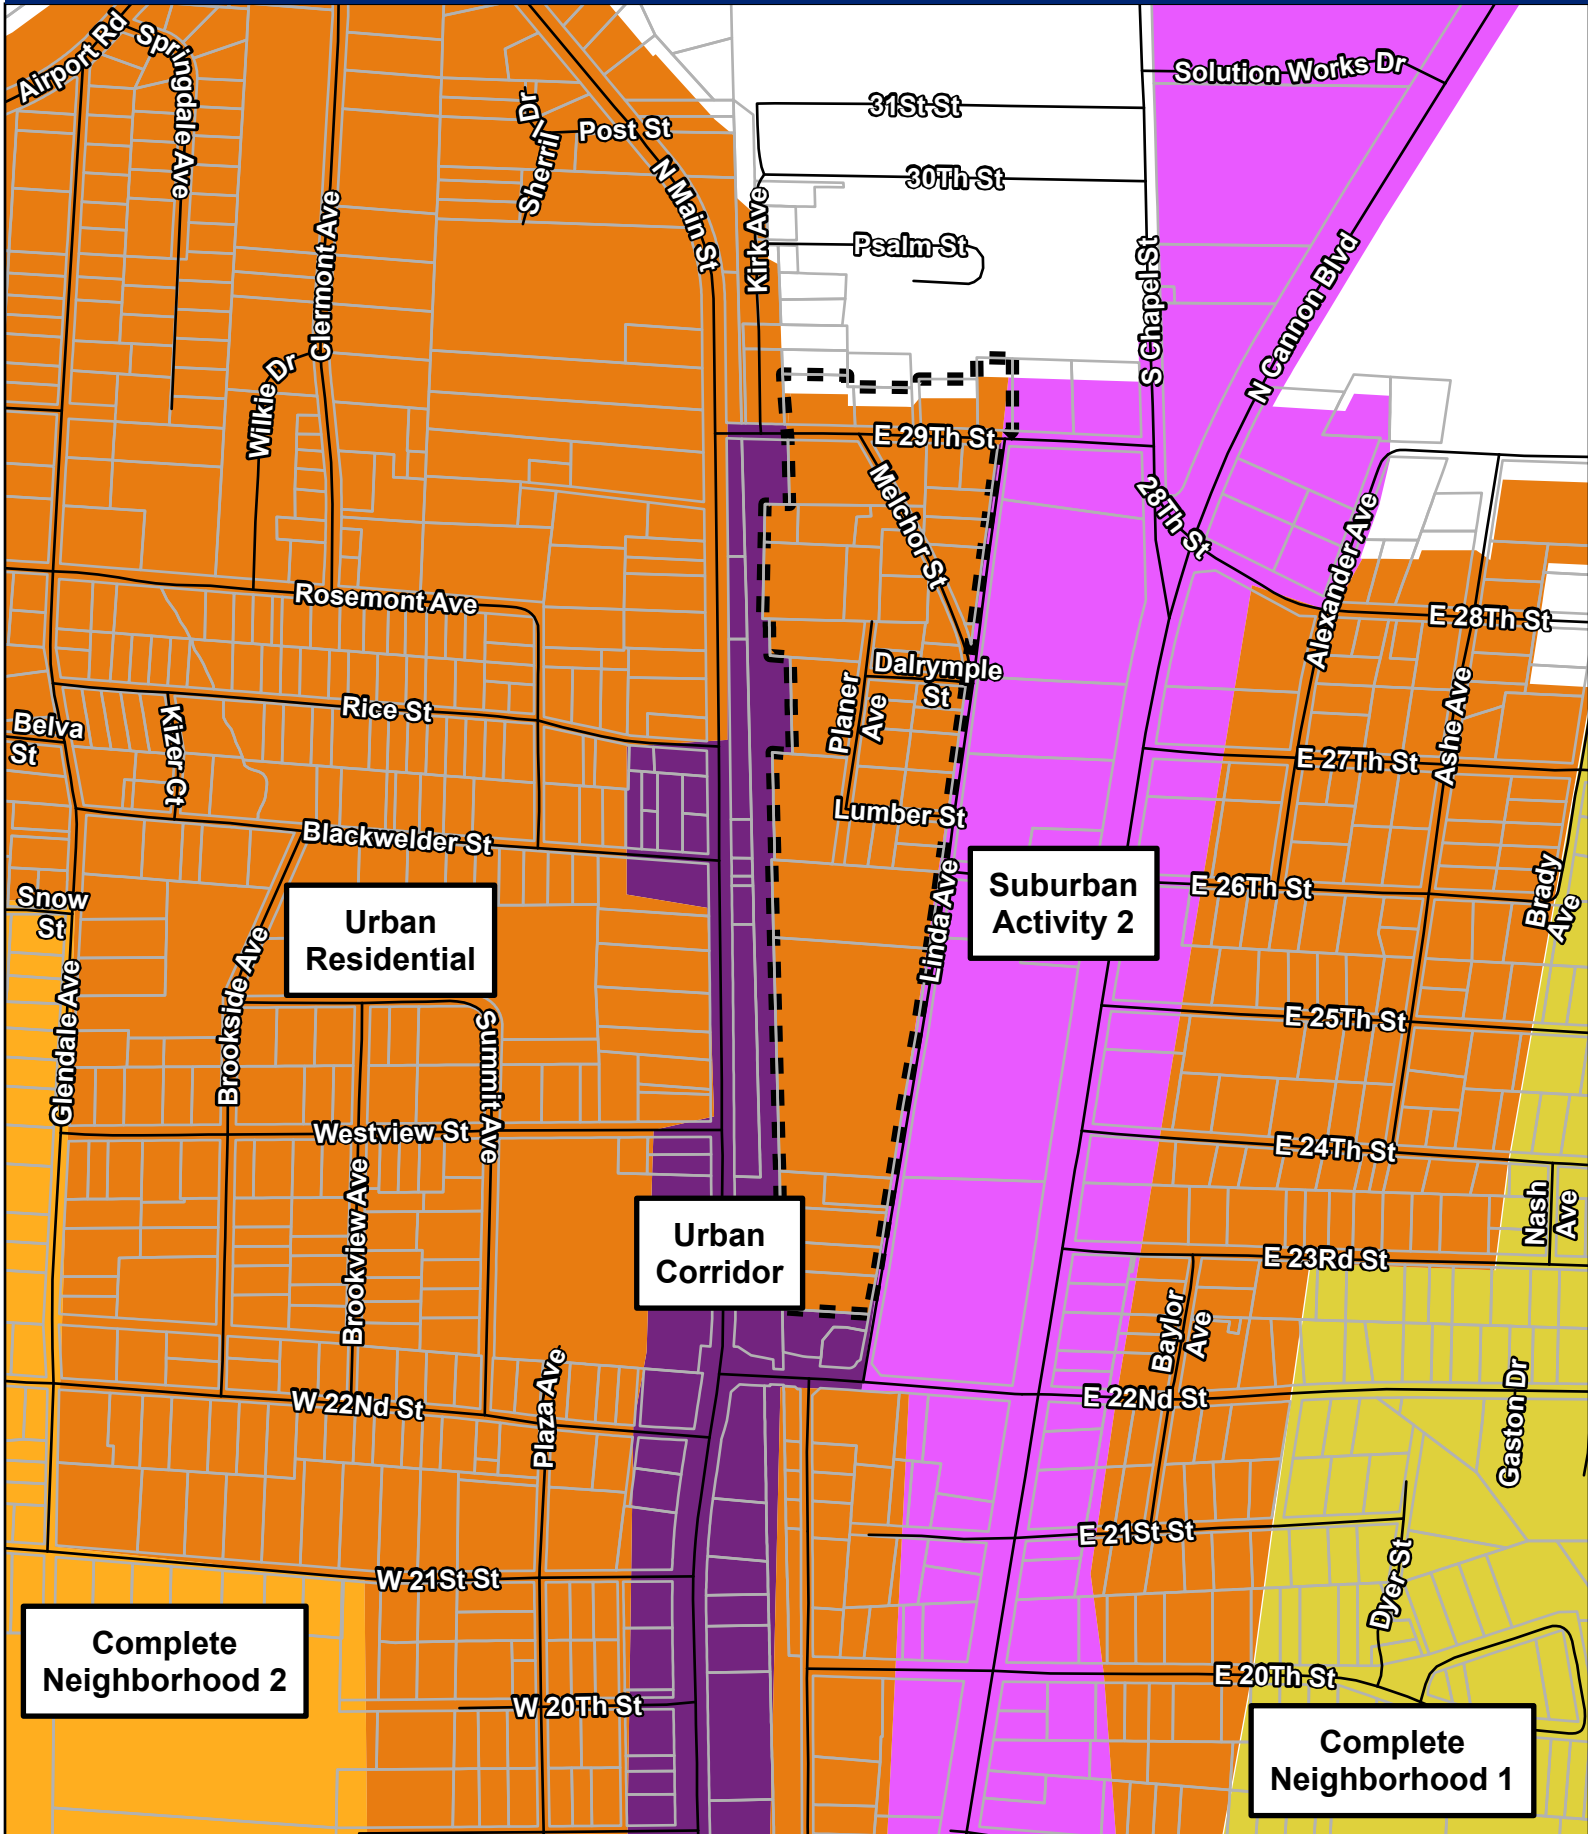 Airport Rd
Springdale Ave
Clermont Ave
Wilkie Dr
Sherrill Dr
Post St
N Main St
Kirk Ave
31St St
30Th St
Psalm St
Solution Works Dr
S Chapel St
N Cannon Blvd
E 29Th St
Melchor St
28Th St
Alexander Ave
E 28Th St
Rosemont Ave
Rice St
Belva
St
Kizer Ct
Dalrymple
St
Planer
Ave
Lumber St
Ashe Ave
E 27Th St
Blackwelder St
Snow
St
Urban
Residential
Linda Ave
Suburban
Activity 2
E 26Th St
Brady
Ave
Glendale Ave
Brookside Ave
Summit Ave
E 25Th St
Westview St
Brookview Ave
E 24Th St
Nash
Ave
Urban
Corridor
E 23Rd St
Baylor
Ave
Plaza Ave
W 22Nd St
E 22Nd St
Gaston Dr
E 21St St
W 21St St
Dyer St
Complete
Neighborhood 2
W 20Th St
E 20Th St
Complete
Neighborhood 1